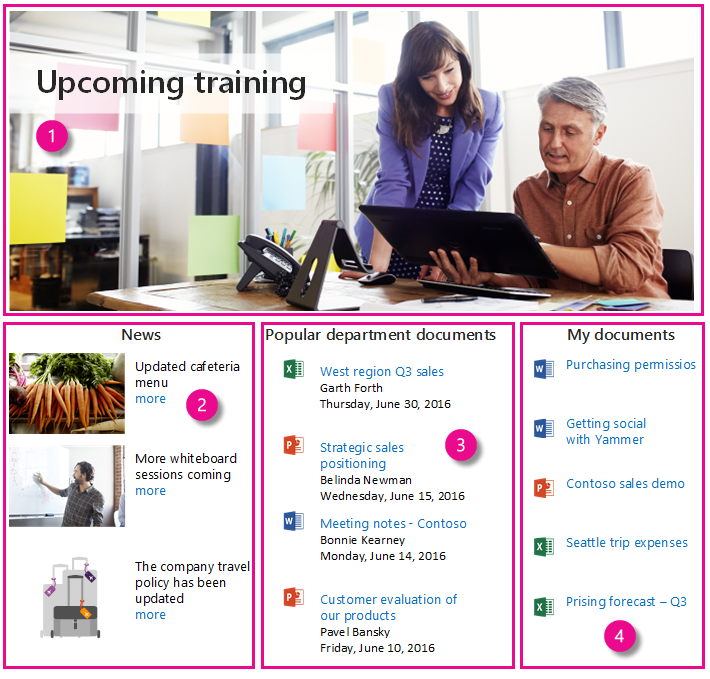 Upcoming training
1
News
Updated cafeteria
menu
more
2
More whiteboard
sessions coming
more
The company travel
policy has been
updated
more
Popular department documents
West region Q3 sales
Garth Forth
Thursday, June 30, 2016
3
Strategic sales
positioning
Belinda Newman
Wednesday, June 15, 2016
Meeting notes - Contoso
Bonnie Kearney
Monday, June 14, 2016
Customer evaluation of
our products
Pavel Bansky
Friday, June 10, 2016
My documents
Purchasing permissios
Getting social
with Yammer
Contoso sales demo
Seattle trip expenses
Prising forecast – Q3
4